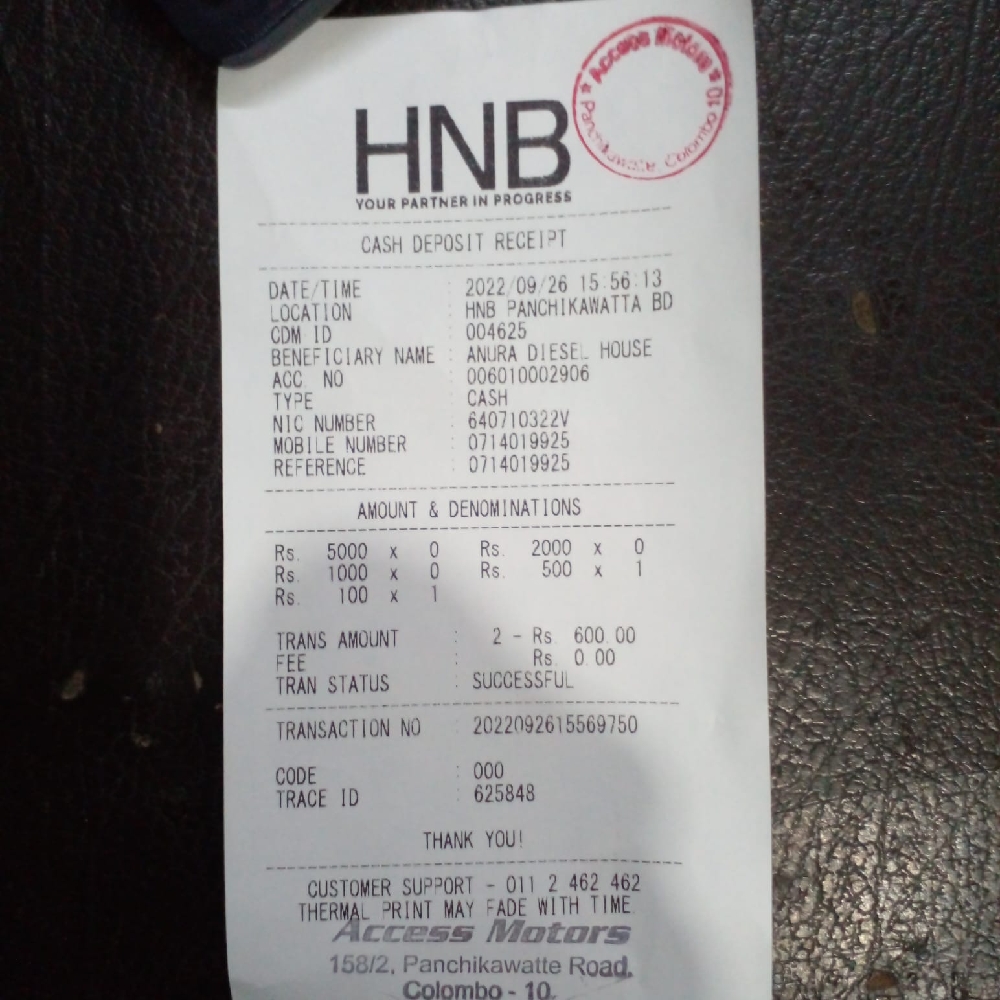 HNB
YOUR PARTNER IN PROGRESS
Access Motors
Panchikawatte, Colombo 10
CASH DEPOSIT RECEIPT
DATE/TIME : 2022/09/26 15:56:13
LOCATION : HNB PANCHIKAWATTA BD
CDM ID : 004625
BENEFICIARY NAME : ANURA DIESEL HOUSE
ACC. NO : 006010002906
TYPE : CASH
NIC NUMBER : 640710322V
MOBILE NUMBER : 0714019925
REFERENCE : 0714019925
AMOUNT & DENOMINATIONS
Rs. 5000 x 0 Rs. 2000 x 0
Rs. 1000 x 0 Rs. 500 x 1
Rs. 100 x 1
TRANS AMOUNT : 2 - Rs. 600.00
FEE : Rs. 0.00
TRAN STATUS : SUCCESSFUL
TRANSACTION NO : 2022092615569750
CODE : 000
TRACE ID : 625848
THANK YOU!
CUSTOMER SUPPORT - 011 2 462 462
THERMAL PRINT MAY FADE WITH TIME.
Access Motors
158/2, Panchikawatte Road,
Colombo - 10.